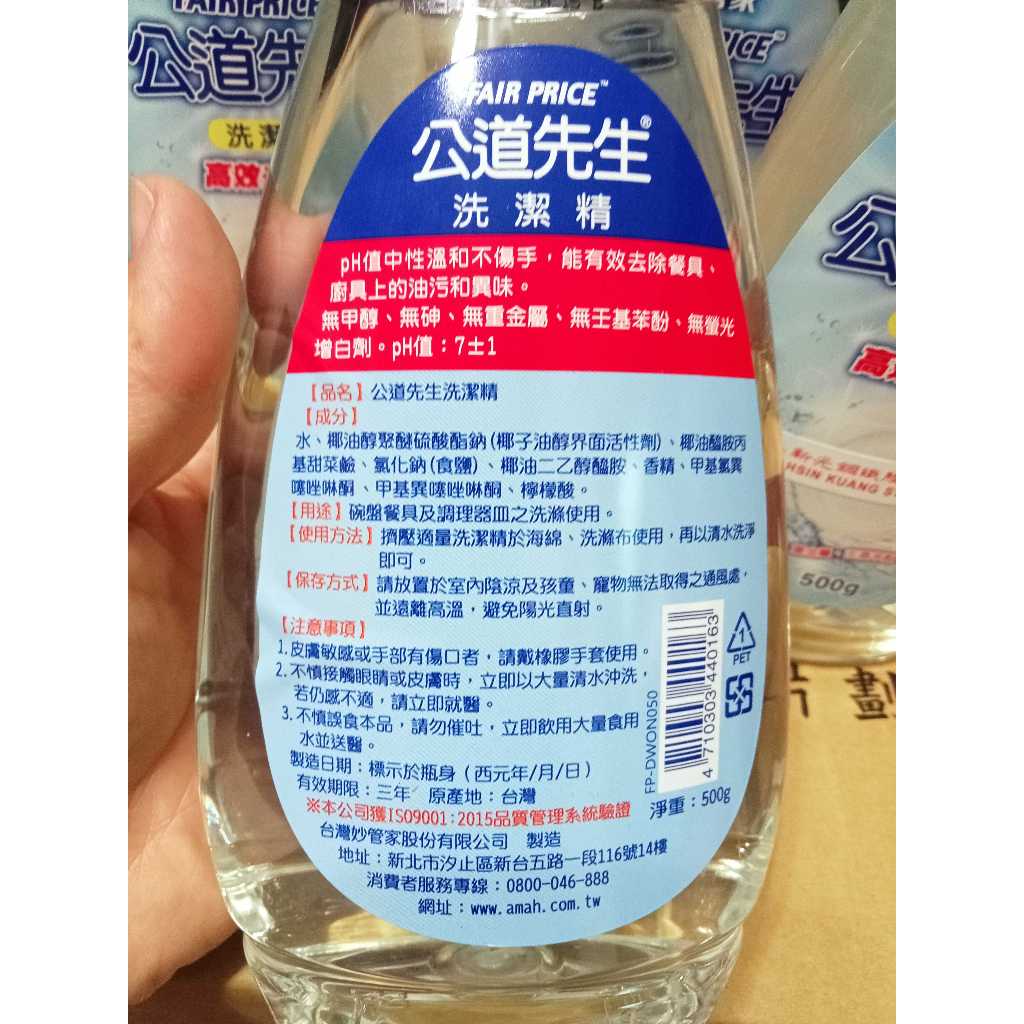 FAIR PRICE™
公道先生®
洗潔精
pH值中性溫和不傷手，能有效去除餐具、
廚具上的油污和異味。
無甲醇、無砷、無重金屬、無壬基苯酚、無螢光
增白劑。pH值：7±1
【品名】公道先生洗潔精
【成分】
水、椰油醇聚醚硫酸酯鈉(椰子油醇界面活性劑)、椰油醯胺丙
基甜菜鹼、氯化鈉(食鹽)、椰油二乙醇醯胺、香精、甲基氯異
噻唑啉酮、甲基異噻唑啉酮、檸檬酸。
【用途】碗盤餐具及調理器皿之洗滌使用。
【使用方法】擠壓適量洗潔精於海綿、洗滌布使用，再以清水洗淨
即可。
【保存方式】請放置於室內陰涼及孩童、寵物無法取得之通風處，
並遠離高溫，避免陽光直射。
【注意事項】
1.皮膚敏感或手部有傷口者，請戴橡膠手套使用。
2.不慎接觸眼睛或皮膚時，立即以大量清水沖洗，
若仍感不適，請立即就醫。
3.不慎誤食本品，請勿催吐，立即飲用大量食用
水並送醫。
製造日期：標示於瓶身(西元年/月/日)
有效期限：三年 原產地：台灣
※本公司獲ISO9001:2015品質管理系統驗證
台灣妙管家股份有限公司 製造
地址：新北市汐止區新台五路一段116號14樓
消費者服務專線：0800-046-888
網址：www.amah.com.tw
FP-DWON050
4 710303 440163
1
PET
淨重：500g
FAIR PRICE
公道先
洗潔
高效
ICE
生
公
高
HSIN KUANG S
500g